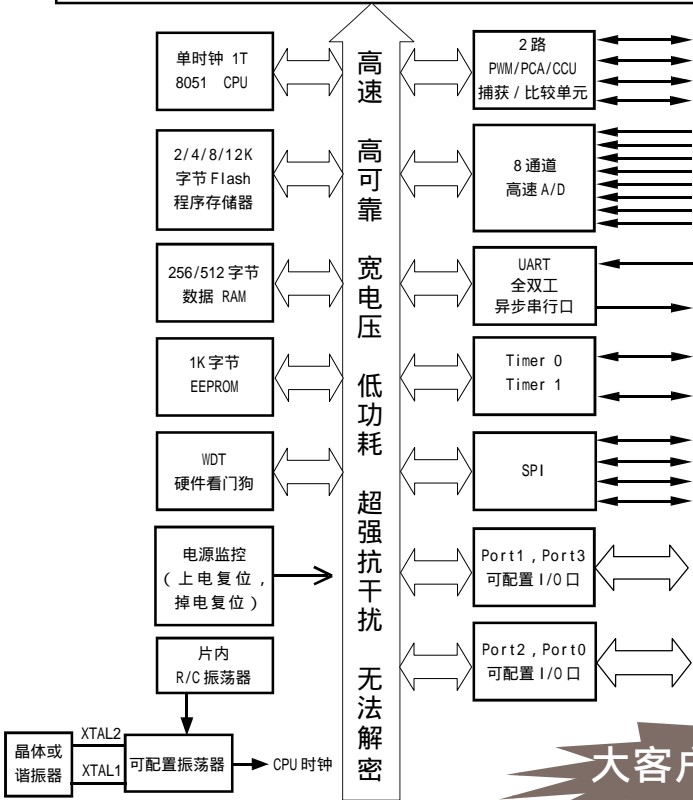 单时钟 1T
8051 CPU
2/4/8/12K
字节 Flash
程序存储器
256/512 字节
数据 RAM
1K 字节
EEPROM
WDT
硬件看门狗
电源监控
(上电复位,
掉电复位)
片内
R/C 振荡器
晶体或
谐振器
XTAL2
XTAL1
可配置振荡器
CPU 时钟
高速 高可靠 宽电压 低功耗 超强抗干扰 无法解密
2 路
PWM/PCA/CCU
捕获 / 比较单元
8 通道
高速 A/D
UART
全双工
异步串行口
Timer 0
Timer 1
SPI
Port1 , Port3
可配置 I/O 口
Port2 , Port0
可配置 I/O 口
大客户